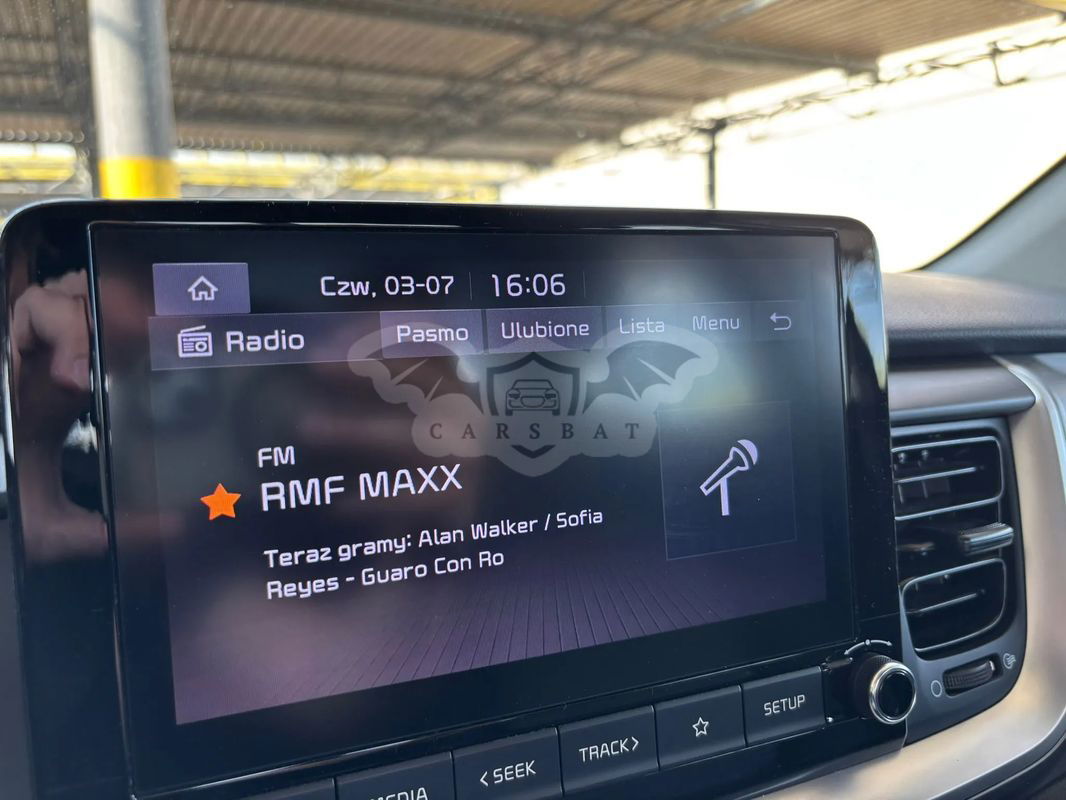 Czw, 03-07 16:06
Radio Pasmo Ulubione Lista Menu
CARSBAT
FM
RMF MAXX
Teraz gramy: Alan Walker / Sofia
Reyes - Guaro Con Ro
MEDIA < SEEK TRACK > SETUP